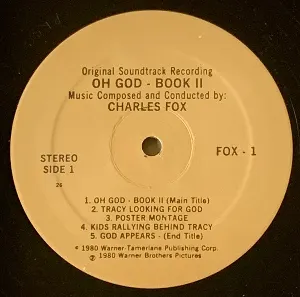 Original Soundtrack Recording
OH GOD - BOOK II
Music Composed and Conducted by:
CHARLES FOX
FOX - 1
STEREO
SIDE 1
26
1. OH GOD - BOOK II (Main Title)
2. TRACY LOOKING FOR GOD
3. POSTER MONTAGE
4. KIDS RALLYING BEHIND TRACY
5. GOD APPEARS - (End Title)
© 1980 Warner-Tamerlane Publishing Corp.
℗ 1980 Warner Brothers Pictures